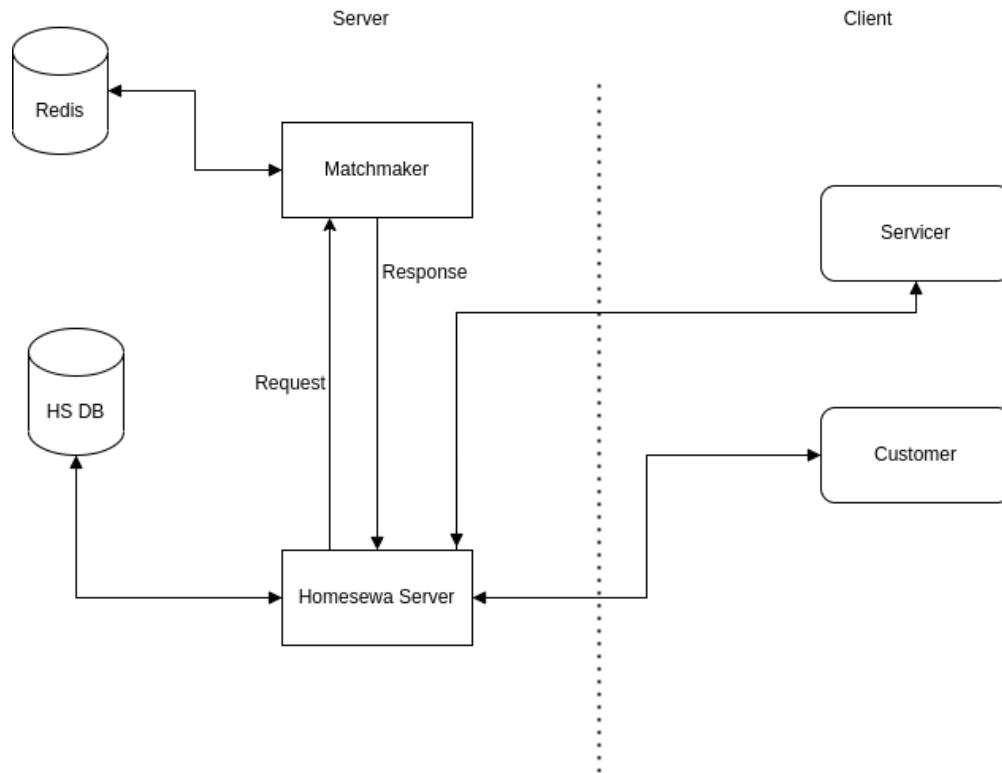 Server
Client
Redis
Matchmaker
Servicer
Response
Request
HS DB
Customer
Homesewa Server